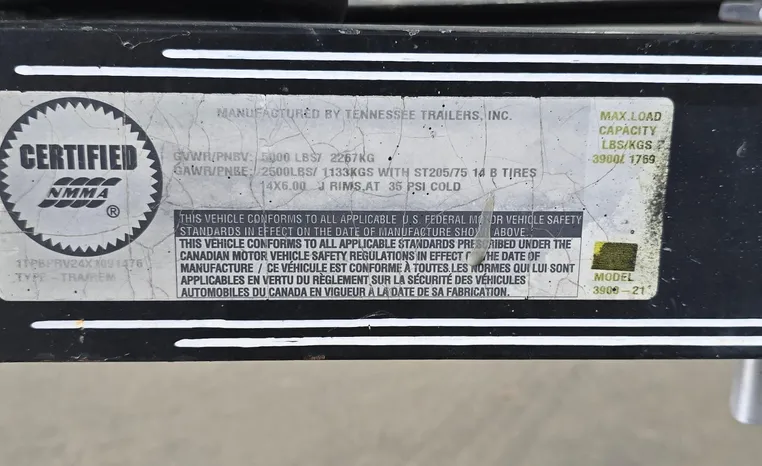 MANUFACTURED BY TENNESSEE TRAILERS, INC.
CERTIFIED
NMMA
®
GVWR/PNBV: 5000 LBS/ 2267KG
GAWR/PNBE: 2500LBS/ 1133KGS WITH ST205/75 14 B TIRES
14X6.00 J RIMS AT 35 PSI COLD
THIS VEHICLE CONFORMS TO ALL APPLICABLE U.S. FEDERAL MOTOR VEHICLE SAFETY
STANDARDS IN EFFECT ON THE DATE OF MANUFACTURE SHOWN ABOVE.
THIS VEHICLE CONFORMS TO ALL APPLICABLE STANDARDS PRESCRIBED UNDER THE
CANADIAN MOTOR VEHICLE SAFETY REGULATIONS IN EFFECT ON THE DATE OF
MANUFACTURE / CE VÉHICULE EST CONFORME À TOUTES LES NORMES QUI LUI SONT
APPLICABLES EN VERTU DU RÈGLEMENT SUR LA SÉCURITÉ DES VÉHICULES
AUTOMOBILES DU CANADA EN VIGUEUR À LA DATE DE SA FABRICATION.
TYPE - TRA/REM
MAX.LOAD
CAPACITY
LBS/KGS
3900/ 1769
MODEL
3900-21